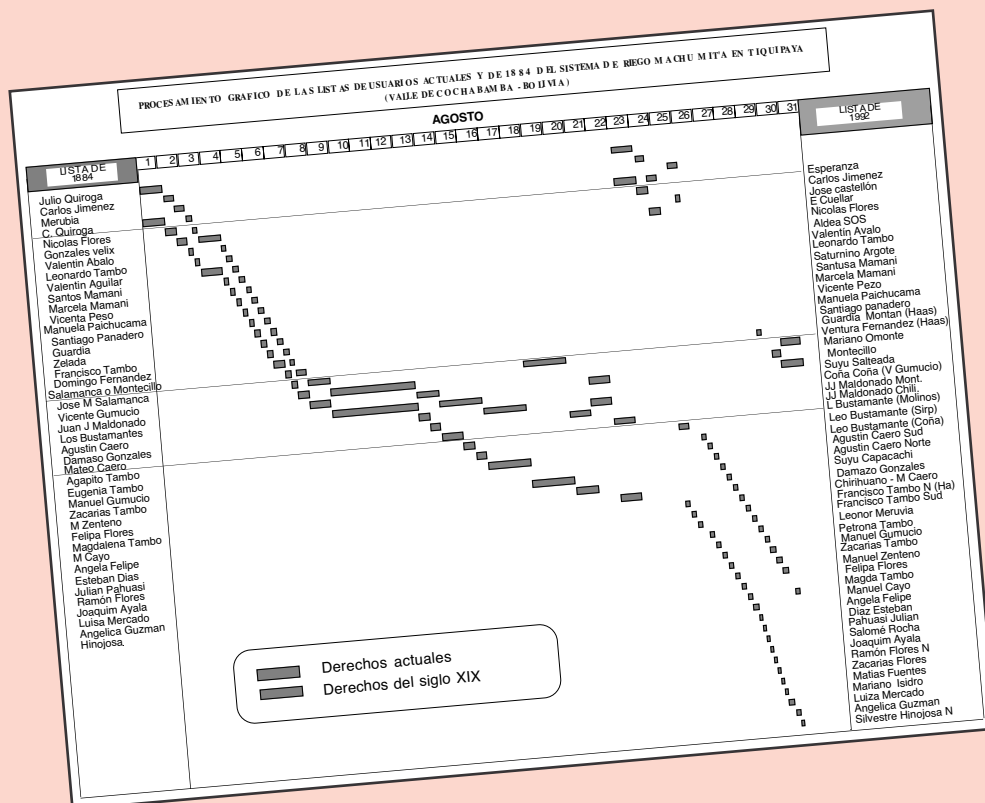 PROCESAMIENTO GRAFICO DE LAS LISTAS DE USUARIOS ACTUALES Y DE 1884 DEL SISTEMA DE RIEGO MACHU MIT'A EN TIQUIPAYA
(VALLE DE COCHABAMBA - BOLIVIA)
AGOSTO
LISTA DE
1884
1 2 3 4 5 6 7 8 9 10 11 12 13 14 15 16 17 18 19 20 21 22 23 24 25 26 27 28 29 30 31
LISTA DE
1992
Julio Quiroga
Carlos Jimenez
Merubia
C. Quiroga
Nicolas Flores
Gonzales velix
Valentin Abalo
Leonardo Tambo
Valentin Aguilar
Santos Mamani
Marcela Mamani
Vicenta Peso
Manuela Paichucama
Santiago Panadero
Guardia
Zelada
Francisco Tambo
Domingo Fernandez
Salamanca o Montecillo
Jose M Salamanca
Vicente Gumucio
Juan J Maldonado
Los Bustamantes
Agustin Caero
Damaso Gonzales
Mateo Caero
Agapito Tambo
Eugenia Tambo
Manuel Gumucio
Zacarias Tambo
M Zenteno
Felipa Flores
Magdalena Tambo
M Cayo
Angela Felipe
Esteban Dias
Julian Pahuasi
Ramón Flores
Joaquim Ayala
Luisa Mercado
Angelica Guzman
Hinojosa.
Esperanza
Carlos Jimenez
Jose castellón
E Cuellar
Nicolas Flores
Aldea SOS
Valentin Avalo
Leonardo Tambo
Saturnino Argote
Santusa Mamani
Marcela Mamani
Vicente Pezo
Manuela Paichucama
Santiago panadero
Guardia Montan (Haas)
Ventura Fernandez (Haas)
Mariano Omonte
Montecillo
Suyu Salteada
Coña Coña (V Gumucio)
JJ Maldonado Mont.
JJ Maldonado Chili.
L Bustamante (Molinos)
Leo Bustamante (Sirp)
Leo Bustamante (Coña)
Agustin Caero Sud
Agustin Caero Norte
Suyu Capacachi
Damazo Gonzales
Chirihuano - M Caero
Francisco Tambo N (Ha)
Francisco Tambo Sud
Leonor Meruvia
Petrona Tambo
Manuel Gumucio
Zacarias Tambo
Manuel Zenteno
Felipa Flores
Magda Tambo
Manuel Cayo
Angela Felipe
Diaz Esteban
Pahuasi Julian
Salomé Rocha
Joaquim Ayala
Ramón Flores N
Zacarias Flores
Matias Fuentes
Mariano Isidro
Luiza Mercado
Angelica Guzman
Silvestre Hinojosa N
Derechos actuales
Derechos del siglo XIX